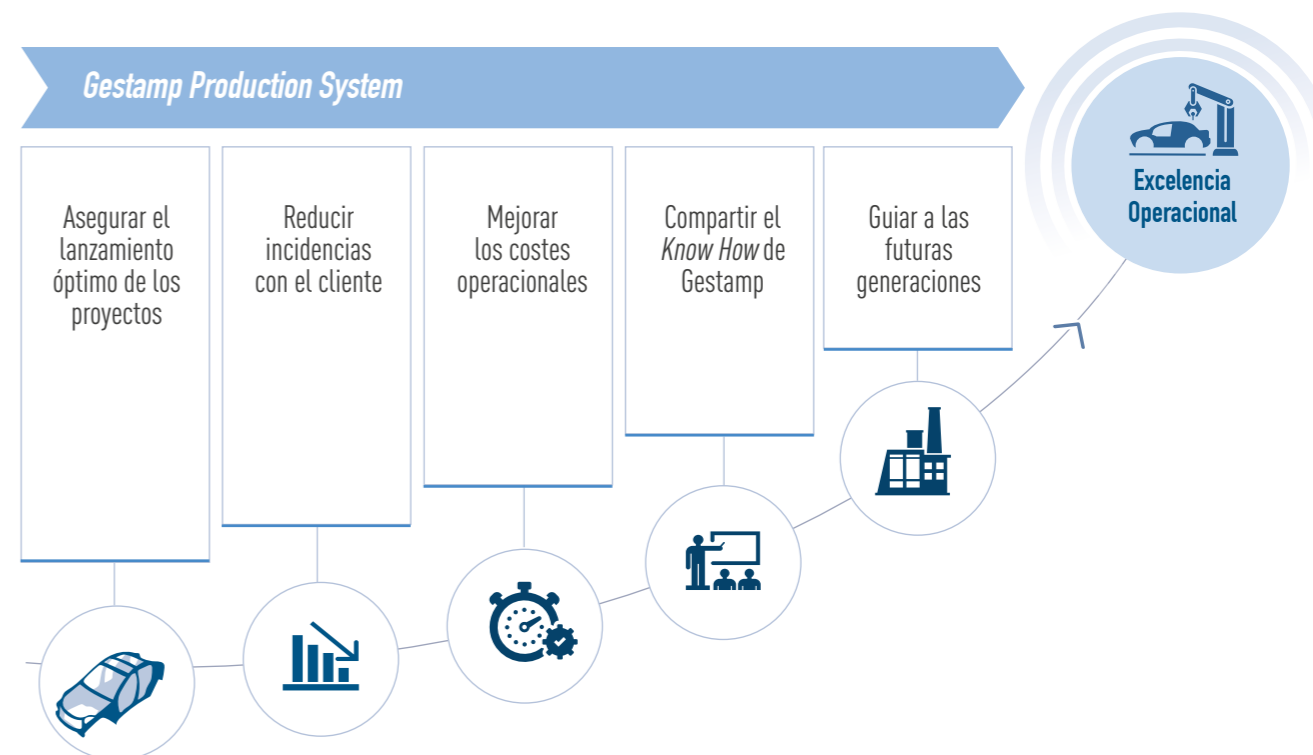 Gestamp Production System
Asegurar el
lanzamiento
óptimo de los
proyectos
Reducir
incidencias
con el cliente
Mejorar
los costes
operacionales
Compartir el
Know How de
Gestamp
Guiar a las
futuras
generaciones
Excelencia
Operacional